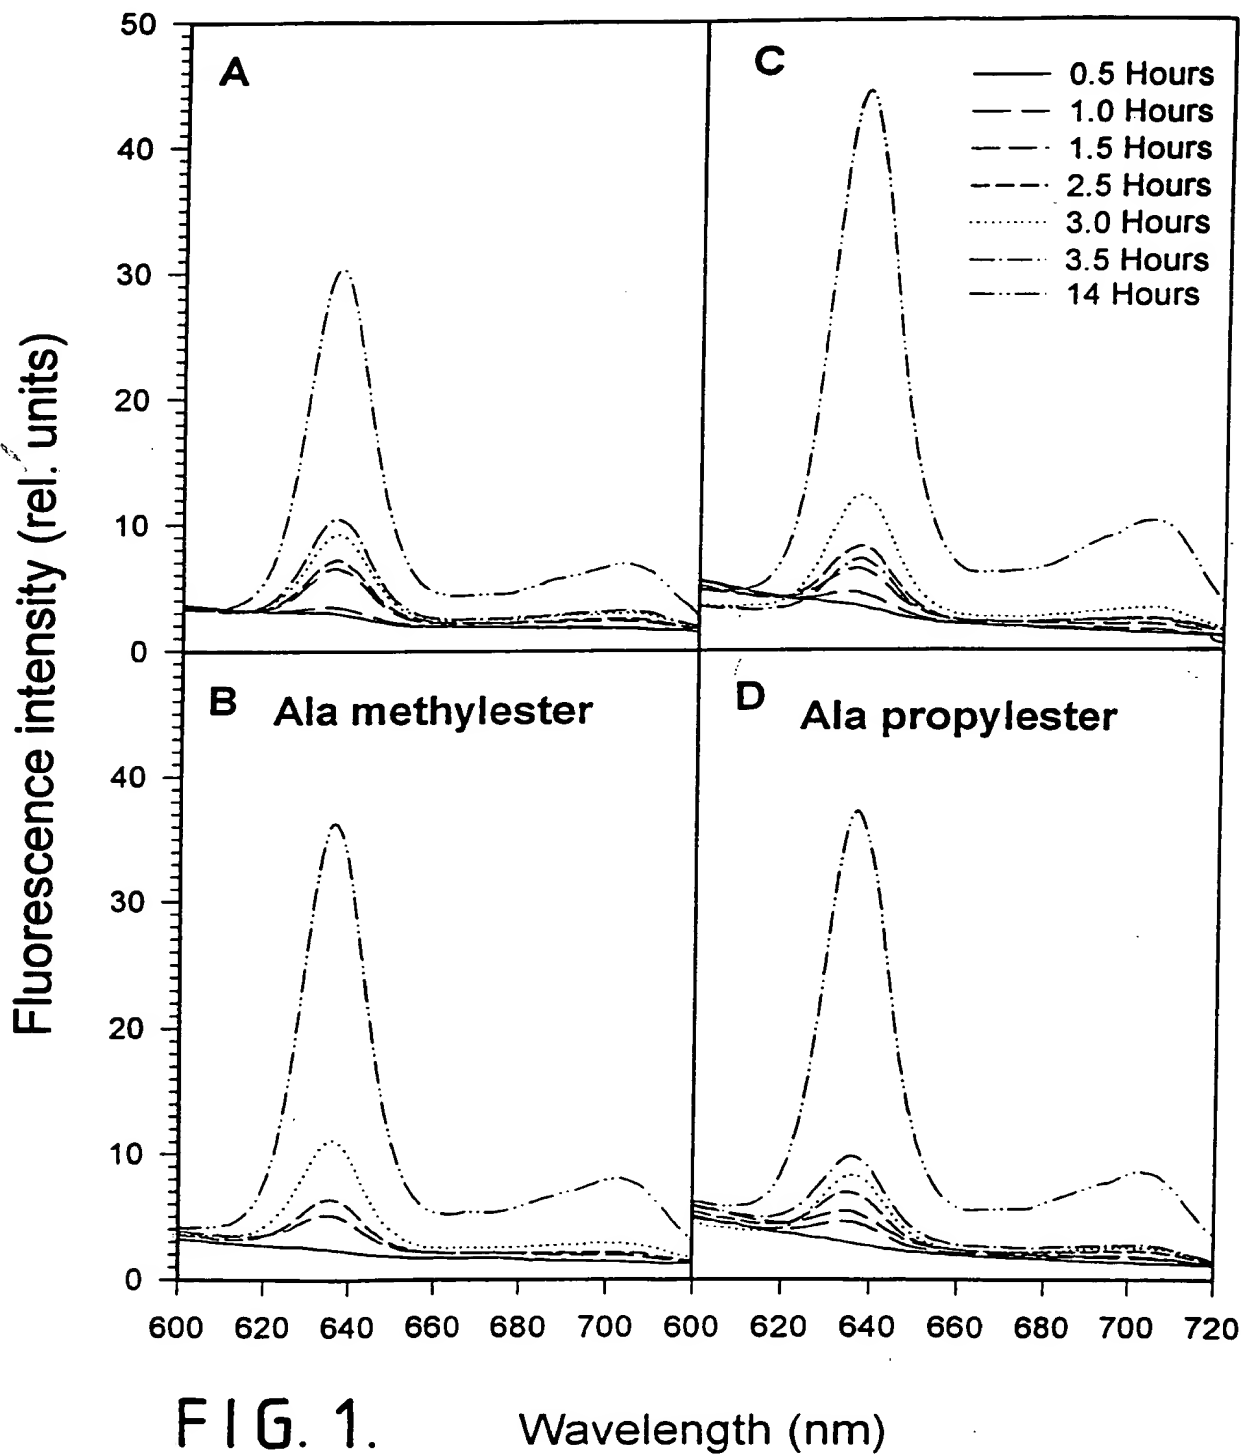 Fluorescence intensity (rel. units)
50
40
30
20
10
0
40
30
20
10
0
A
C
0.5 Hours
1.0 Hours
1.5 Hours
2.5 Hours
3.0 Hours
3.5 Hours
14 Hours
B Ala methylester
D Ala propylester
600 620 640 660 680 700 600 620 640 660 680 700 720
FIG. 1. Wavelength (nm)